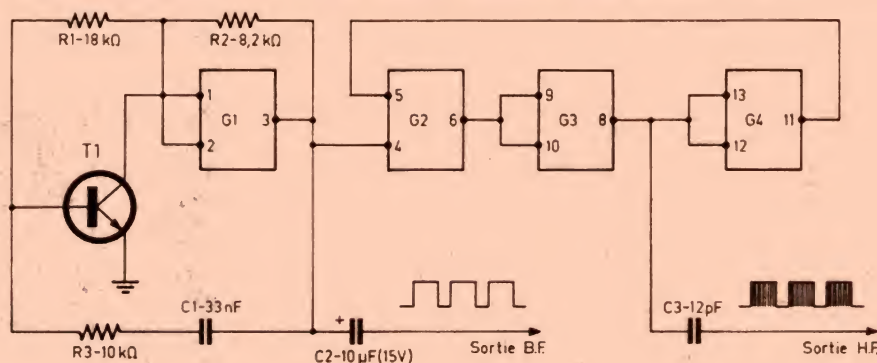 R1-18 kΩ
R2-8,2 kΩ
1
G1
3
2
T1
5
G2
6
4
9
G3
8
10
13
G4
11
12
C1-33 nF
R3-10 kΩ
+
C2-10 µF (15V)
Sortie B.F.
C3-12pF
Sortie H.F.